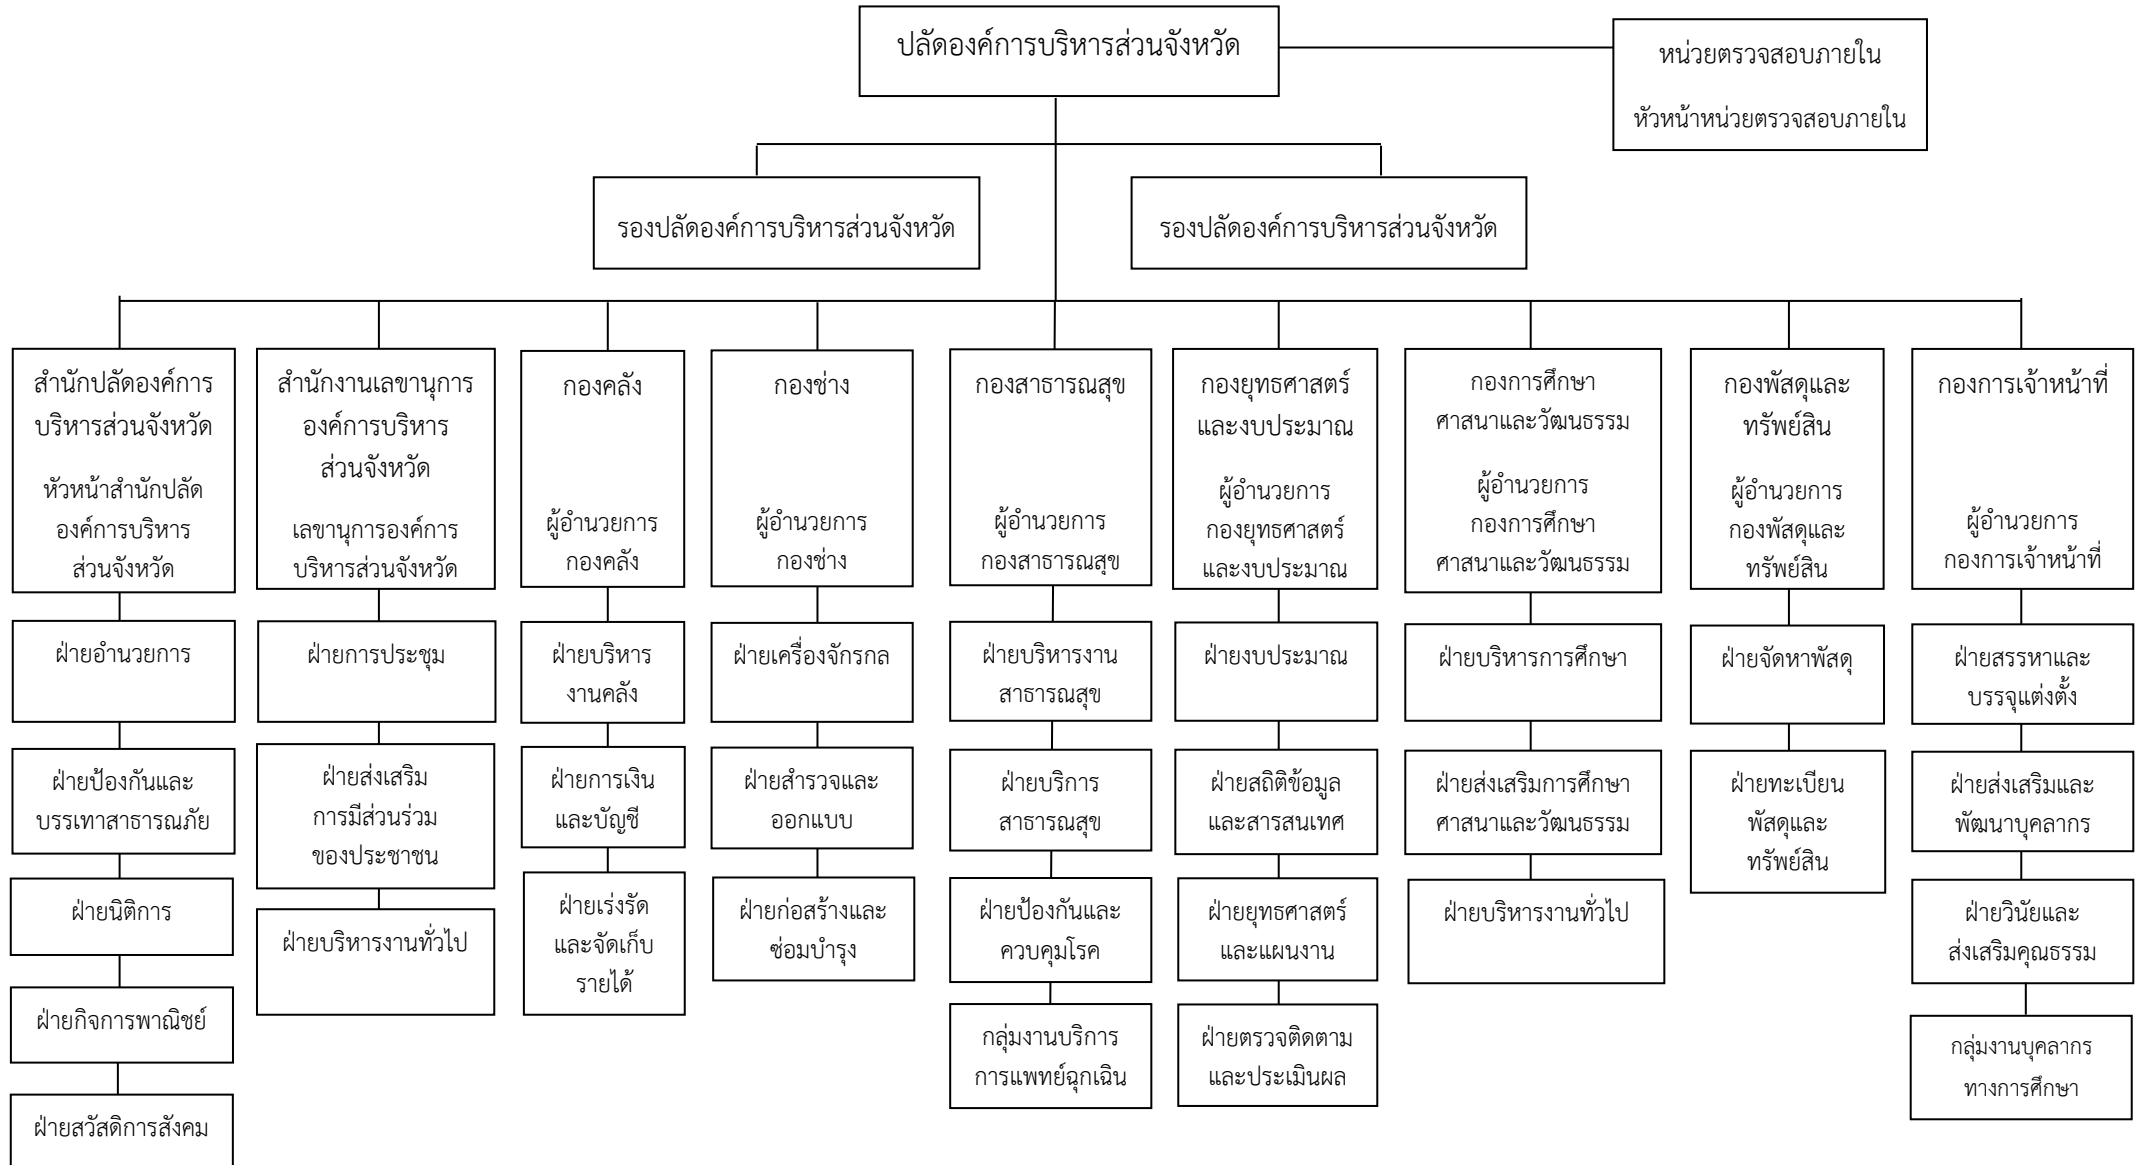 ปลัดองค์การบริหารส่วนจังหวัด
หน่วยตรวจสอบภายใน
หัวหน้าหน่วยตรวจสอบภายใน
รองปลัดองค์การบริหารส่วนจังหวัด
รองปลัดองค์การบริหารส่วนจังหวัด
สำนักปลัดองค์การ
บริหารส่วนจังหวัด
หัวหน้าสำนักปลัด
องค์การบริหาร
ส่วนจังหวัด
สำนักงานเลขานุการ
องค์การบริหาร
ส่วนจังหวัด
เลขานุการองค์การ
บริหารส่วนจังหวัด
กองคลัง
ผู้อำนวยการ
กองคลัง
กองช่าง
ผู้อำนวยการ
กองช่าง
กองสาธารณสุข
ผู้อำนวยการ
กองสาธารณสุข
กองยุทธศาสตร์
และงบประมาณ
ผู้อำนวยการ
กองยุทธศาสตร์
และงบประมาณ
กองการศึกษา
ศาสนาและวัฒนธรรม
ผู้อำนวยการ
กองการศึกษา
ศาสนาและวัฒนธรรม
กองพัสดุและ
ทรัพย์สิน
ผู้อำนวยการ
กองพัสดุและ
ทรัพย์สิน
กองการเจ้าหน้าที่
ผู้อำนวยการ
กองการเจ้าหน้าที่
ฝ่ายอำนวยการ
ฝ่ายการประชุม
ฝ่ายบริหาร
งานคลัง
ฝ่ายเครื่องจักรกล
ฝ่ายบริหารงาน
สาธารณสุข
ฝ่ายงบประมาณ
ฝ่ายบริหารการศึกษา
ฝ่ายจัดหาพัสดุ
ฝ่ายสรรหาและ
บรรจุแต่งตั้ง
ฝ่ายป้องกันและ
บรรเทาสาธารณภัย
ฝ่ายส่งเสริม
การมีส่วนร่วม
ของประชาชน
ฝ่ายการเงิน
และบัญชี
ฝ่ายสำรวจและ
ออกแบบ
ฝ่ายบริการ
สาธารณสุข
ฝ่ายสถิติข้อมูล
และสารสนเทศ
ฝ่ายส่งเสริมการศึกษา
ศาสนาและวัฒนธรรม
ฝ่ายทะเบียน
พัสดุและ
ทรัพย์สิน
ฝ่ายส่งเสริมและ
พัฒนาบุคลากร
ฝ่ายนิติการ
ฝ่ายบริหารงานทั่วไป
ฝ่ายเร่งรัด
และจัดเก็บ
รายได้
ฝ่ายก่อสร้างและ
ซ่อมบำรุง
ฝ่ายป้องกันและ
ควบคุมโรค
ฝ่ายยุทธศาสตร์
และแผนงาน
ฝ่ายบริหารงานทั่วไป
ฝ่ายวินัยและ
ส่งเสริมคุณธรรม
ฝ่ายกิจการพาณิชย์
กลุ่มงานบริการ
การแพทย์ฉุกเฉิน
ฝ่ายตรวจติดตาม
และประเมินผล
กลุ่มงานบุคลากร
ทางการศึกษา
ฝ่ายสวัสดิการสังคม